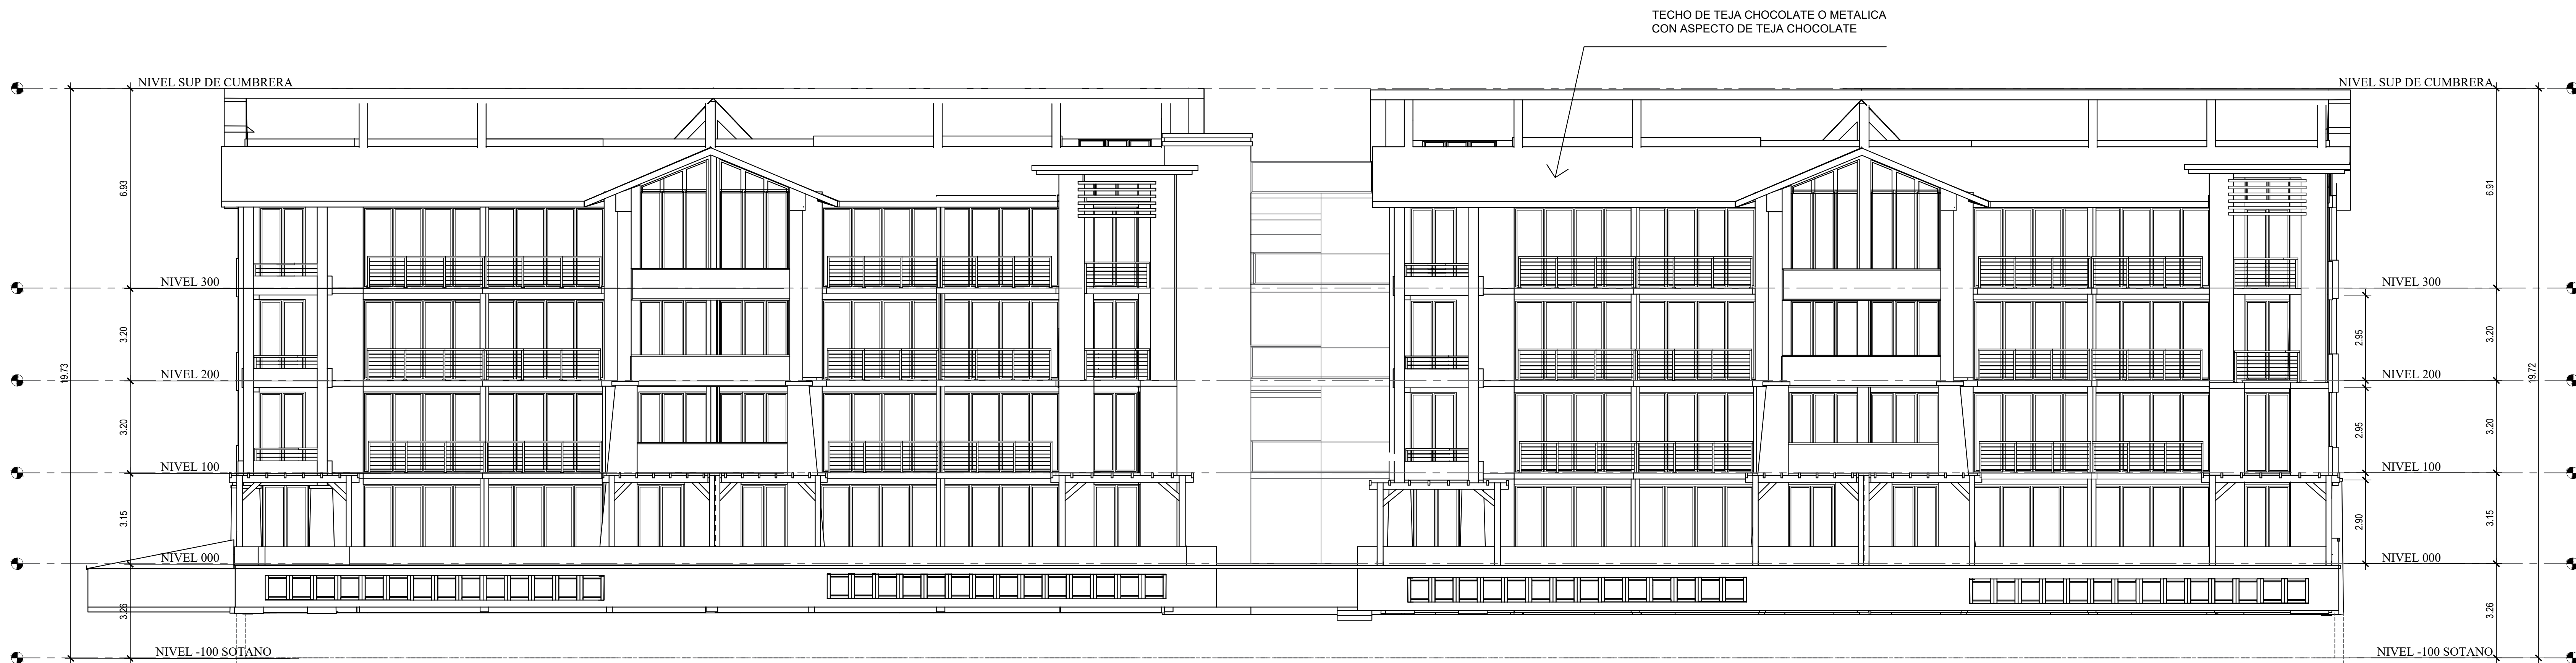 TECHO DE TEJA CHOCOLATE O METALICA
CON ASPECTO DE TEJA CHOCOLATE
NIVEL SUP DE CUMBRERA
NIVEL SUP DE CUMBRERA
6.93
6.91
NIVEL 300
NIVEL 300
3.20
2.95
3.20
19.73
19.72
NIVEL 200
NIVEL 200
3.20
2.95
3.20
NIVEL 100
NIVEL 100
3.15
2.90
3.15
NIVEL 000
NIVEL 000
3.26
3.26
NIVEL -100 SOTANO
NIVEL -100 SOTANO